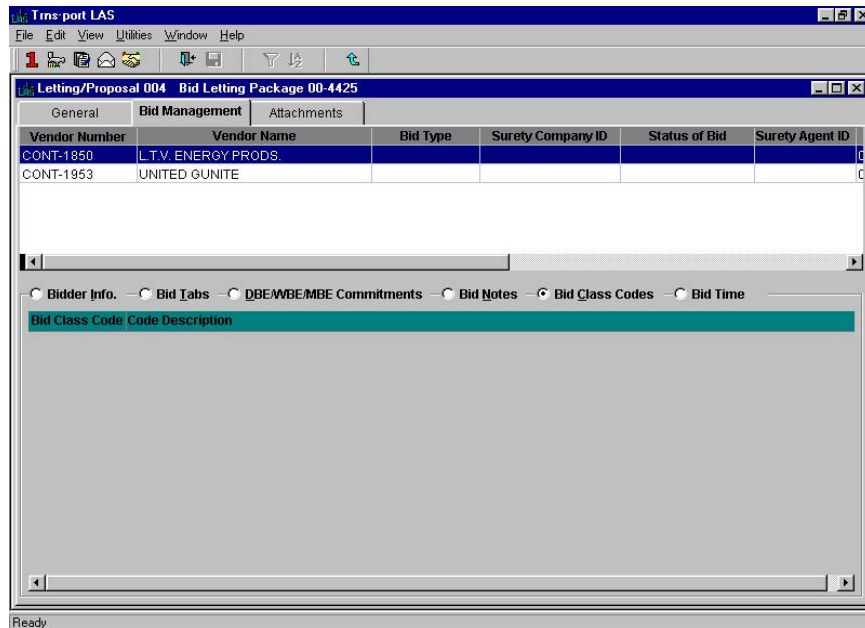 Trns·port LAS
File Edit View Utilities Window Help
Letting/Proposal 004 Bid Letting Package 00-4425
General Bid Management Attachments
Vendor Number Vendor Name Bid Type Surety Company ID Status of Bid Surety Agent ID
CONT-1850 L.T.V. ENERGY PRODS.
CONT-1953 UNITED GUNITE
Bidder Info. Bid Tabs DBE/WBE/MBE Commitments Bid Notes Bid Class Codes Bid Time
Bid Class Code Code Description
Ready